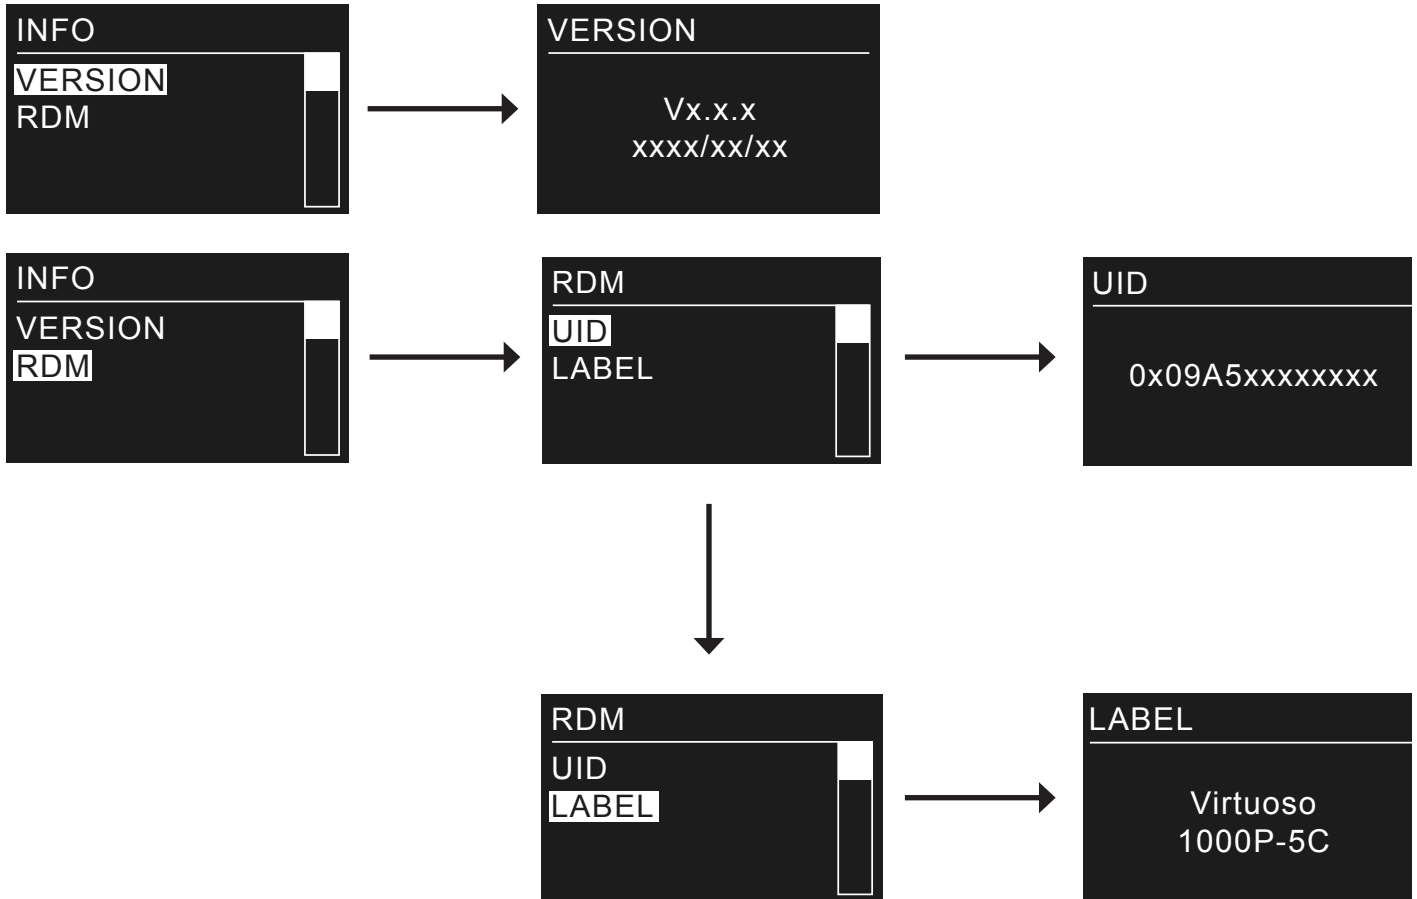 INFO
VERSION
RDM
VERSION
Vx.x.x
xxxx/xx/xx
INFO
VERSION
RDM
RDM
UID
LABEL
UID
0x09A5xxxxxxxx
RDM
UID
LABEL
LABEL
Virtuoso
1000P-5C